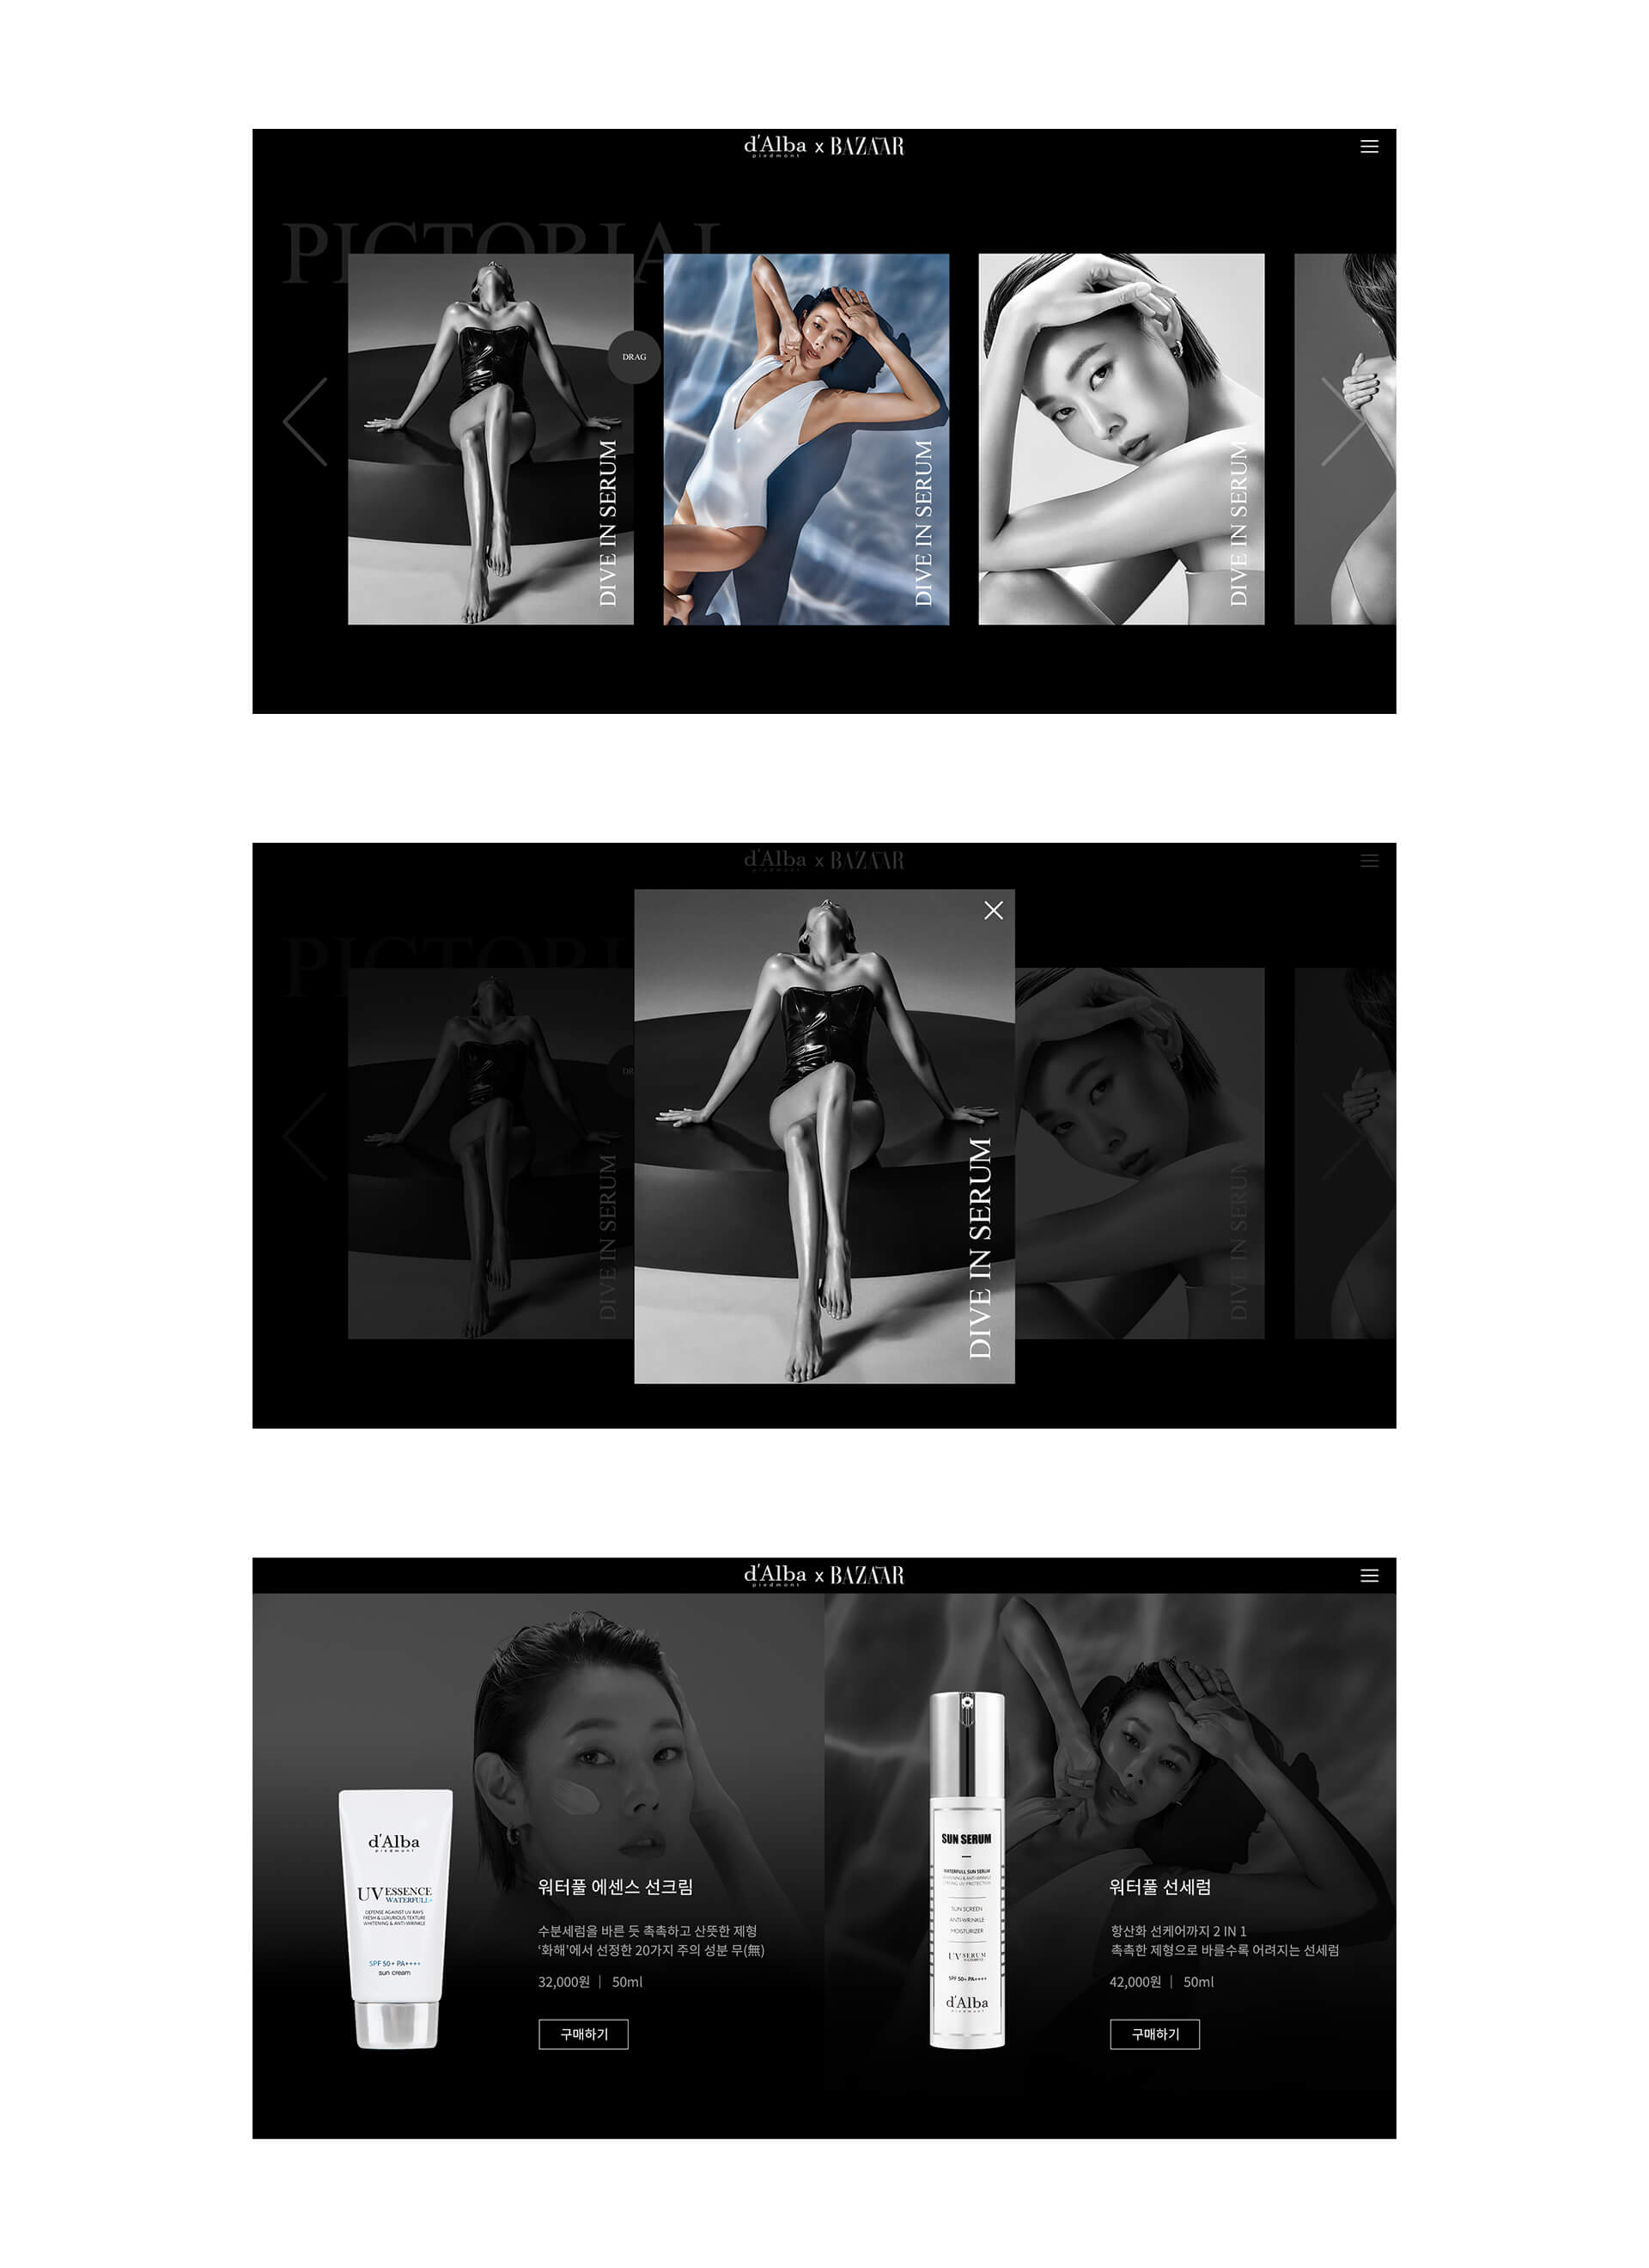 d'Alba x BAZAAR
piedmont
PICTORIAL
DRAG
DIVE IN SERUM
DIVE IN SERUM
DIVE IN SERUM
d'Alba x BAZAAR
piedmont
DIVE IN SERUM
DIVE IN SERUM
DIVE IN SERUM
d'Alba x BAZAAR
piedmont
d'Alba
piedmont
UV ESSENCE
WATERFULL
DEFENSE AGAINST UV RAYS
FRESH & LUXURIOUS TEXTURE
WHITENING & ANTI-WRINKLE
SPF 50+ PA++++
sun cream
워터풀 에센스 선크림
수분세럼을 바른 듯 촉촉하고 산뜻한 제형
'화해'에서 선정한 20가지 주의 성분 무(無)
32,000원 | 50ml
구매하기
SUN SERUM
WATERFULL SUN SERUM
SUN SCREEN
ANTI-WRINKLE
MOISTURIZER
UV SERUM
SPF 50+ PA++++
d'Alba
워터풀 선세럼
항산화 선케어까지 2 IN 1
촉촉한 제형으로 바를수록 어려지는 선세럼
42,000원 | 50ml
구매하기